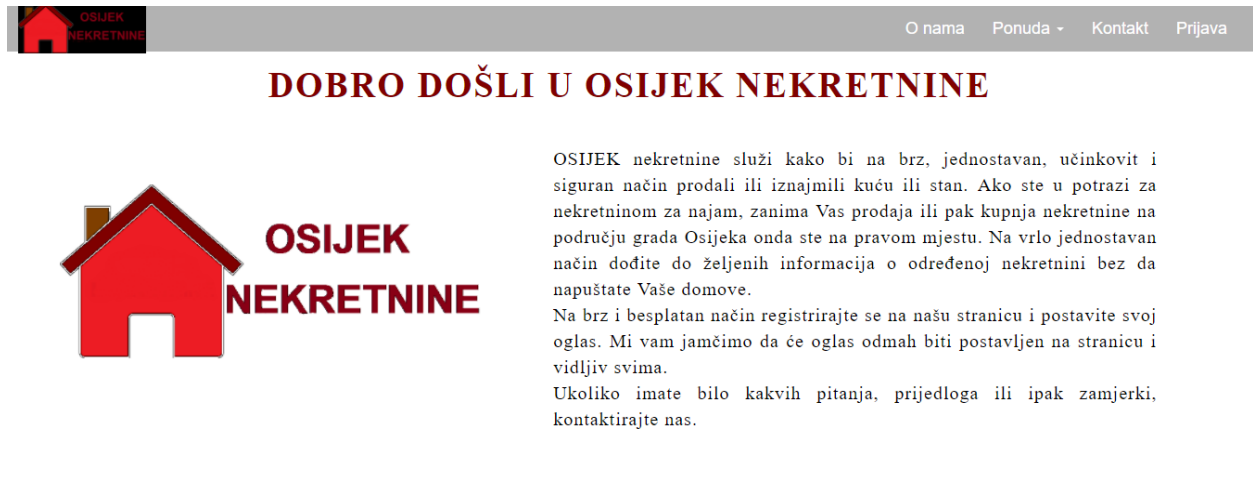 OSIJEK
NEKRETNINE
O nama Ponuda Kontakt Prijava
DOBRO DOŠLI U OSIJEK NEKRETNINE
OSIJEK
NEKRETNINE
OSIJEK nekretnine služi kako bi na brz, jednostavan, učinkovit i
siguran način prodali ili iznajmili kuću ili stan. Ako ste u potrazi za
nekretninom za najam, zanima Vas prodaja ili pak kupnja nekretnine na
području grada Osijeka onda ste na pravom mjestu. Na vrlo jednostavan
način dođite do željenih informacija o određenoj nekretnini bez da
napuštate Vaše domove.
Na brz i besplatan način registrirajte se na našu stranicu i postavite svoj
oglas. Mi vam jamčimo da će oglas odmah biti postavljen na stranicu i
vidljiv svima.
Ukoliko imate bilo kakvih pitanja, prijedloga ili ipak zamjerki,
kontaktirajte nas.